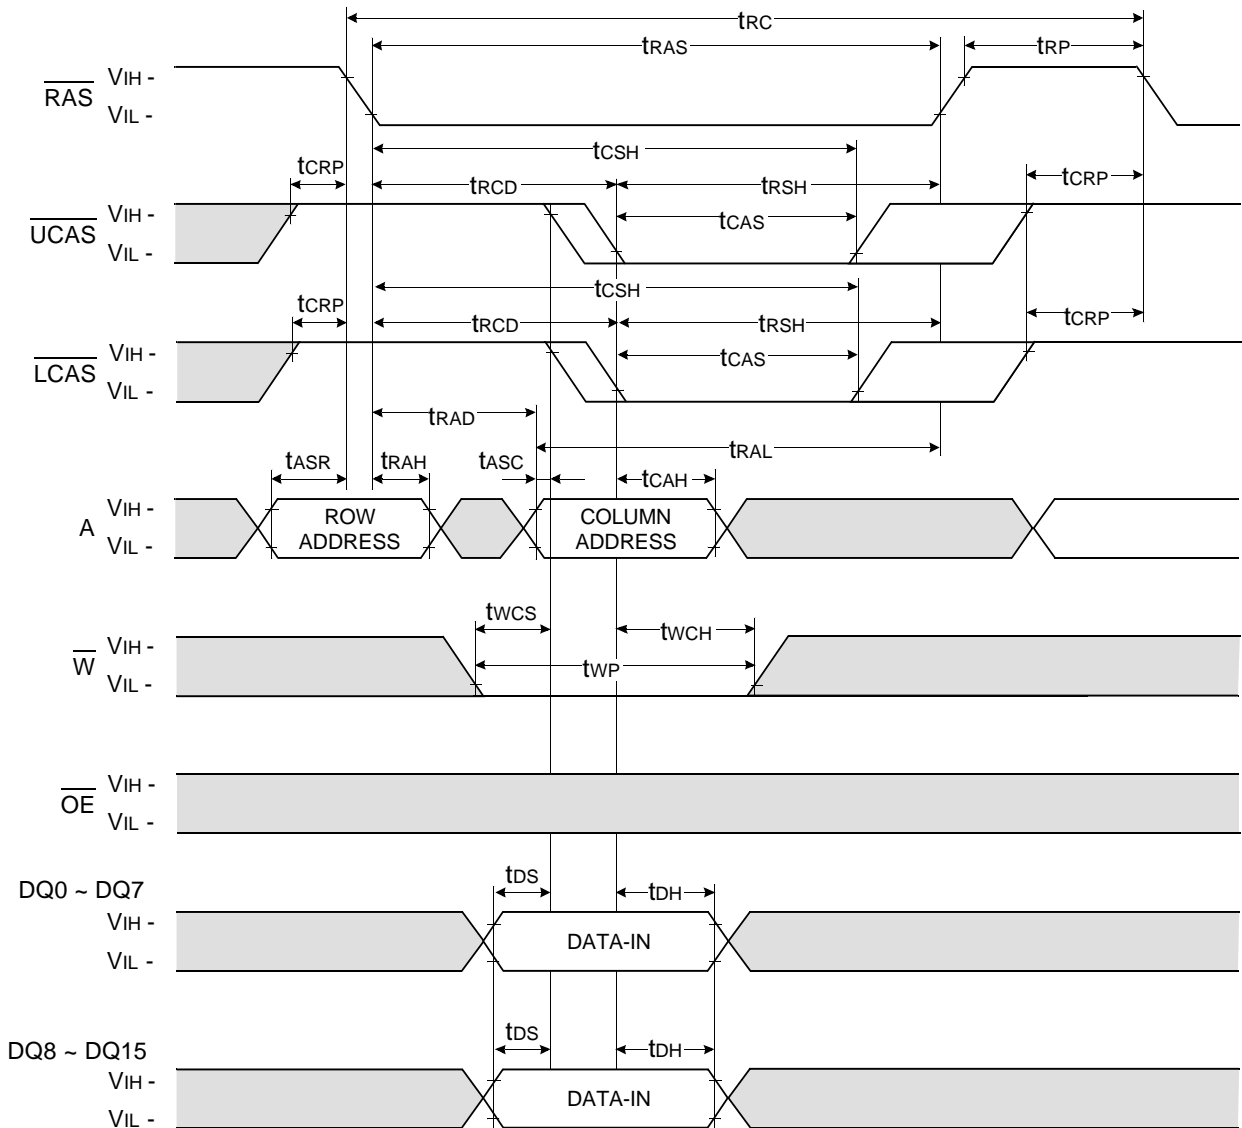 tRC
tRAS
tRP
RAS
VIH -
VIL -
tCSH
tCRP
tRCD
tRSH
tCRP
UCAS
VIH -
VIL -
tCAS
tCSH
tCRP
tRCD
tRSH
tCRP
LCAS
VIH -
VIL -
tCAS
tRAD
tRAL
tASR
tRAH
tASC
tCAH
A
VIH -
VIL -
ROW
ADDRESS
COLUMN
ADDRESS
tWCS
tWCH
W
VIH -
VIL -
tWP
OE
VIH -
VIL -
DQ0 ~ DQ7
tDS
tDH
VIH -
VIL -
DATA-IN
DQ8 ~ DQ15
tDS
tDH
VIH -
VIL -
DATA-IN